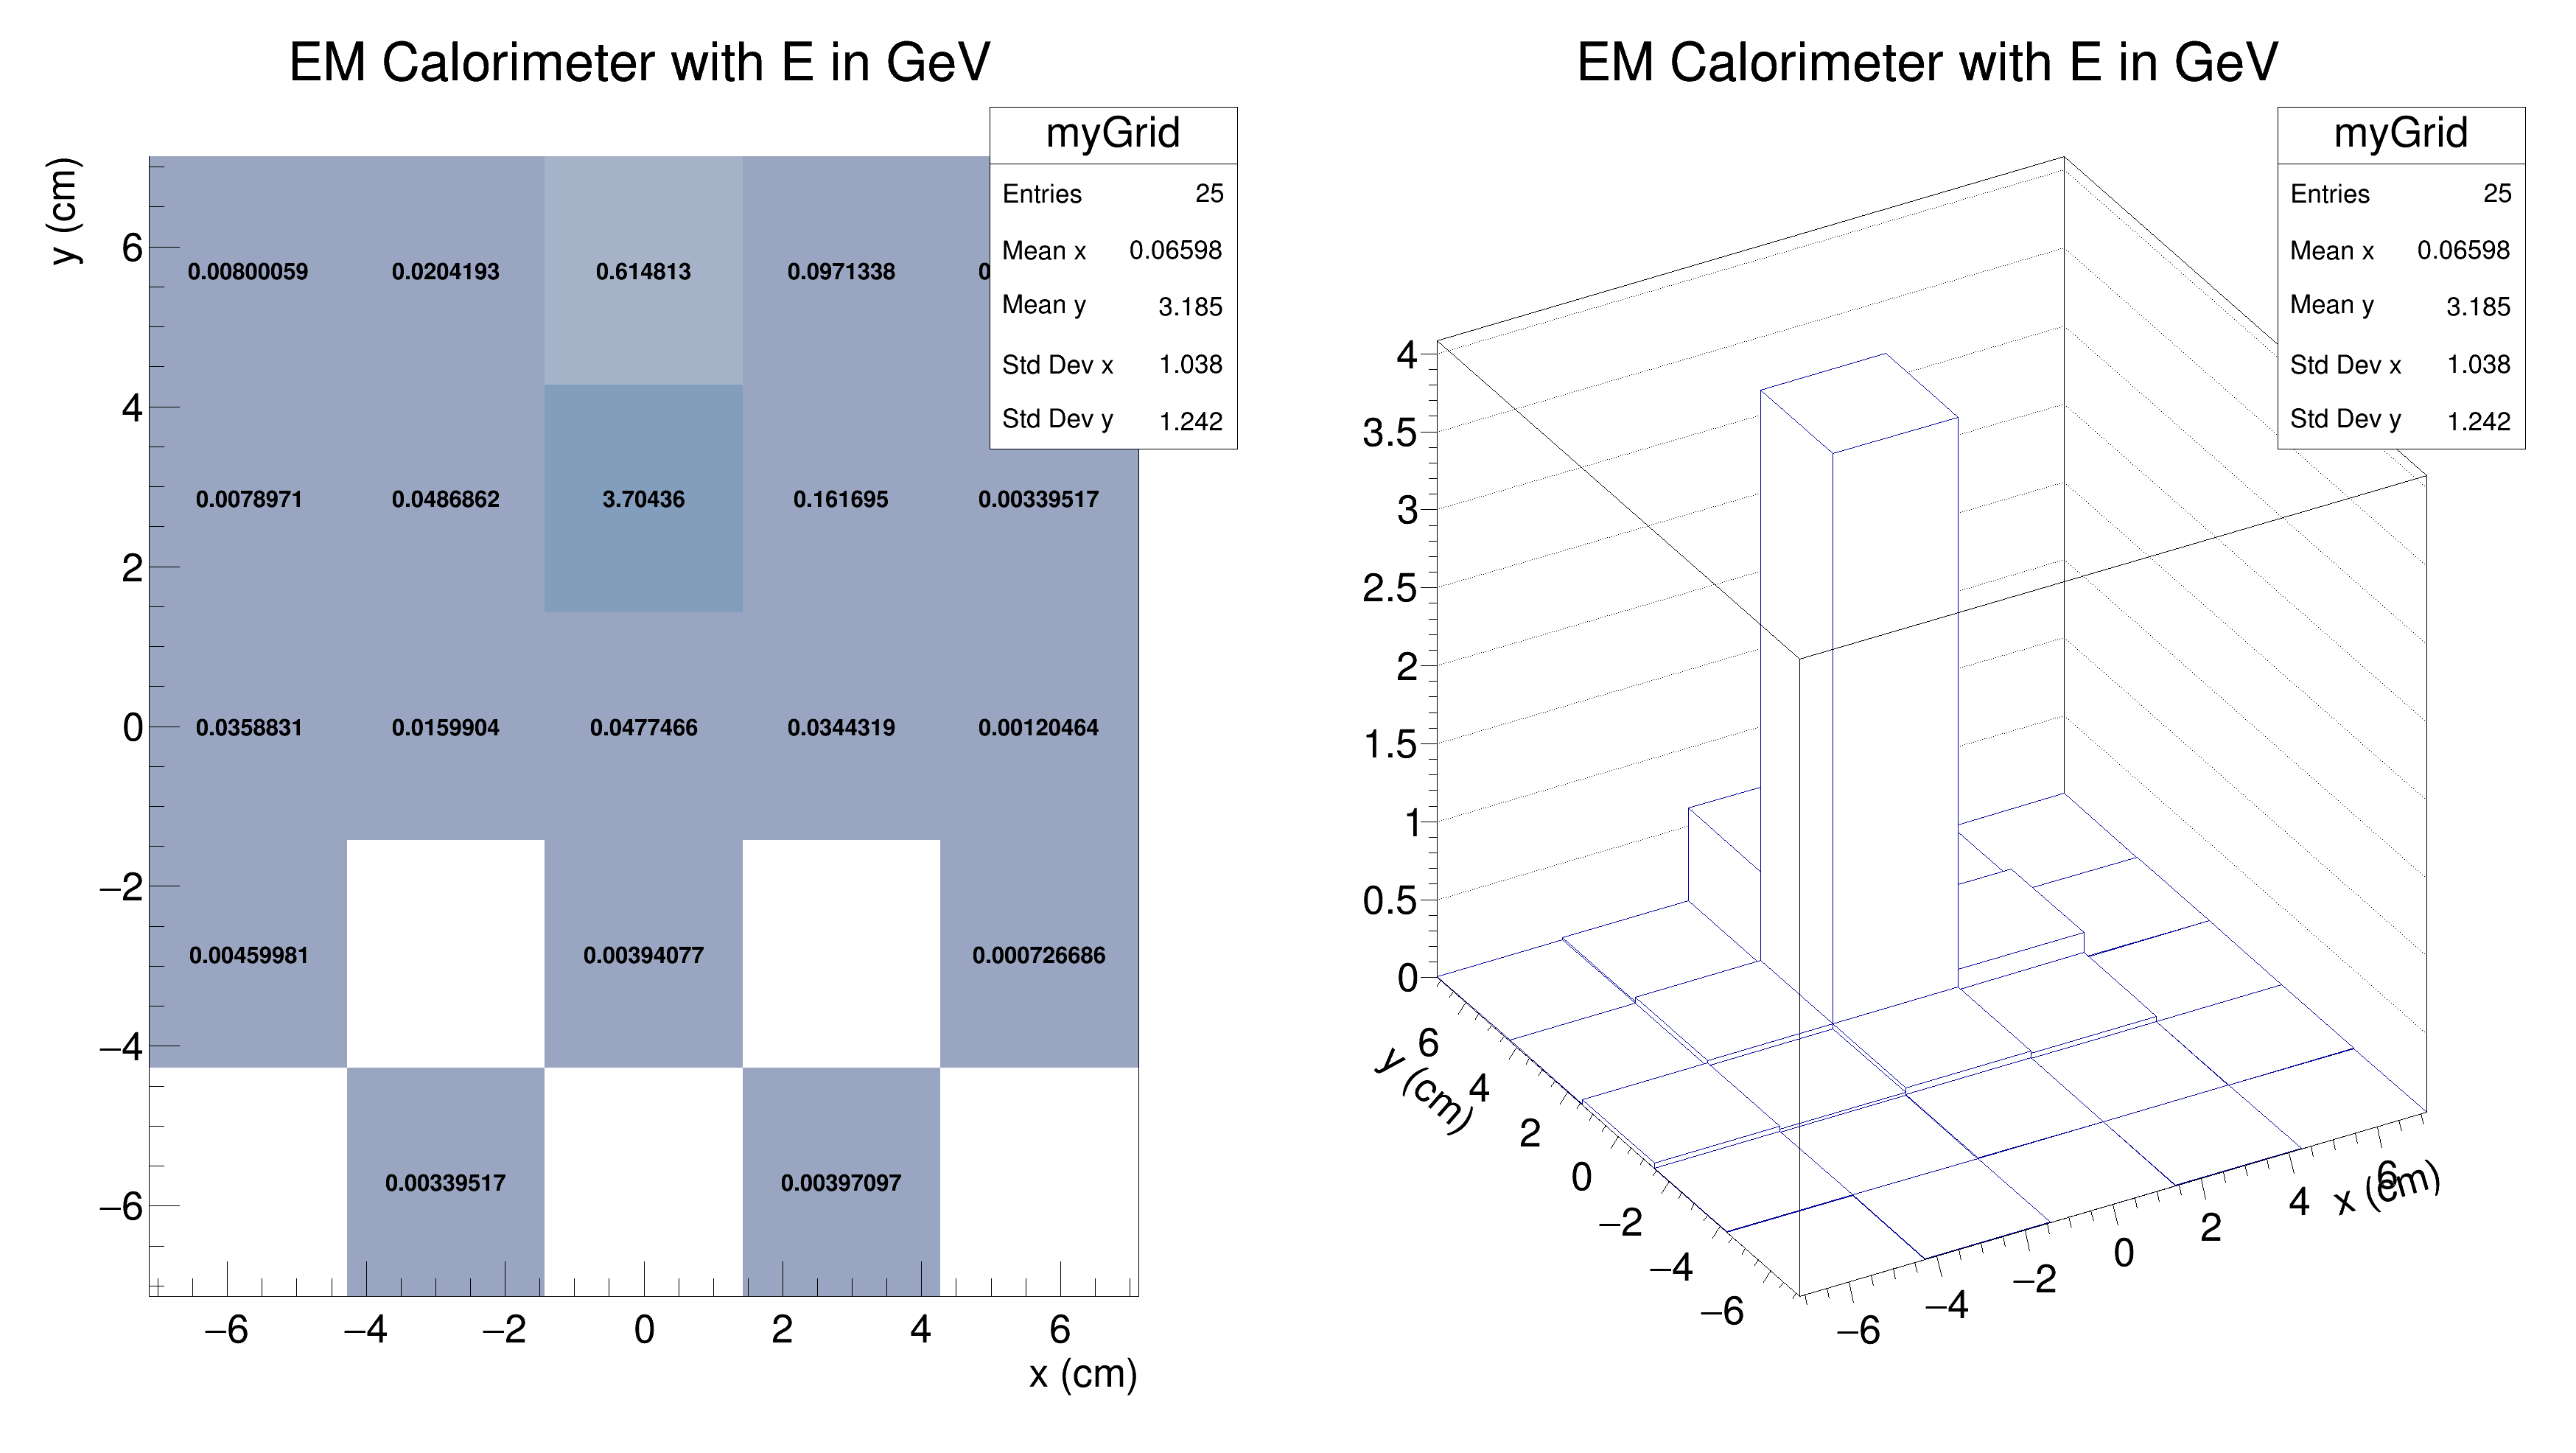 EM Calorimeter with E in GeV
myGrid
Entries 25
Mean x 0.06598
Mean y 3.185
Std Dev x 1.038
Std Dev y 1.242
y (cm)
6
4
2
0
−2
−4
−6
0.00800059 0.0204193 0.614813 0.0971338
0.0078971 0.0486862 3.70436 0.161695 0.00339517
0.0358831 0.0159904 0.0477466 0.0344319 0.00120464
0.00459981 0.00394077 0.000726686
0.00339517 0.00397097
−6 −4 −2 0 2 4 6
x (cm)
EM Calorimeter with E in GeV
myGrid
Entries 25
Mean x 0.06598
Mean y 3.185
Std Dev x 1.038
Std Dev y 1.242
4
3.5
3
2.5
2
1.5
1
0.5
0
y (cm)
6
4
2
0
−2
−4
−6
−6 −4 −2 0 2 4 6
x (cm)